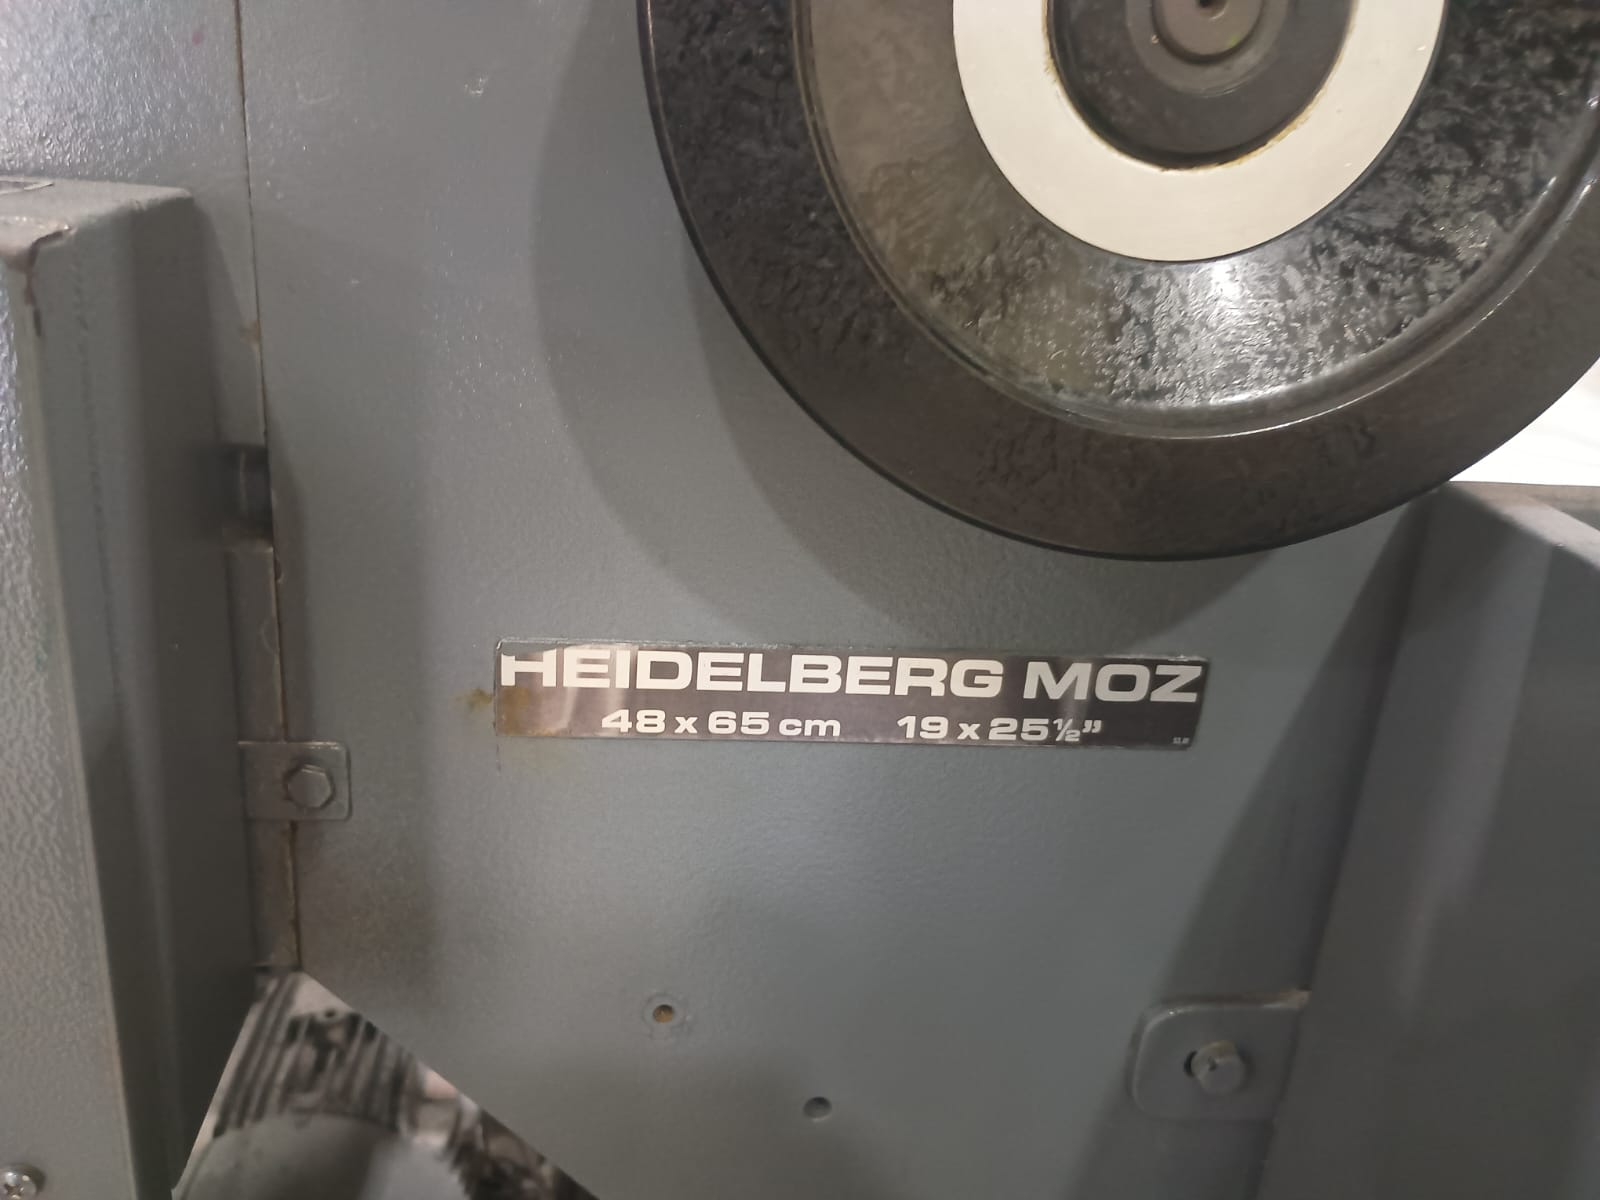 HEIDELBERG MOZ
48 x 65 cm 19 x 25½”